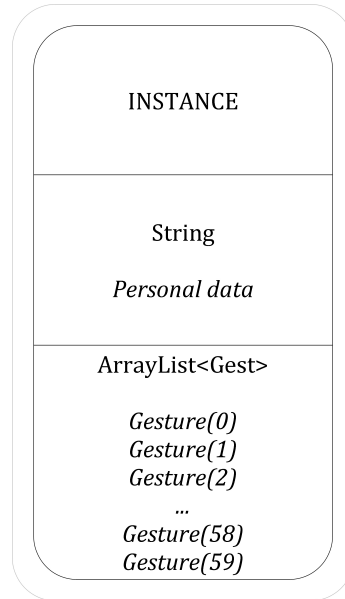 INSTANCE
String
Personal data
ArrayList<Gest>
Gesture(0)
Gesture(1)
Gesture(2)
...
Gesture(58)
Gesture(59)